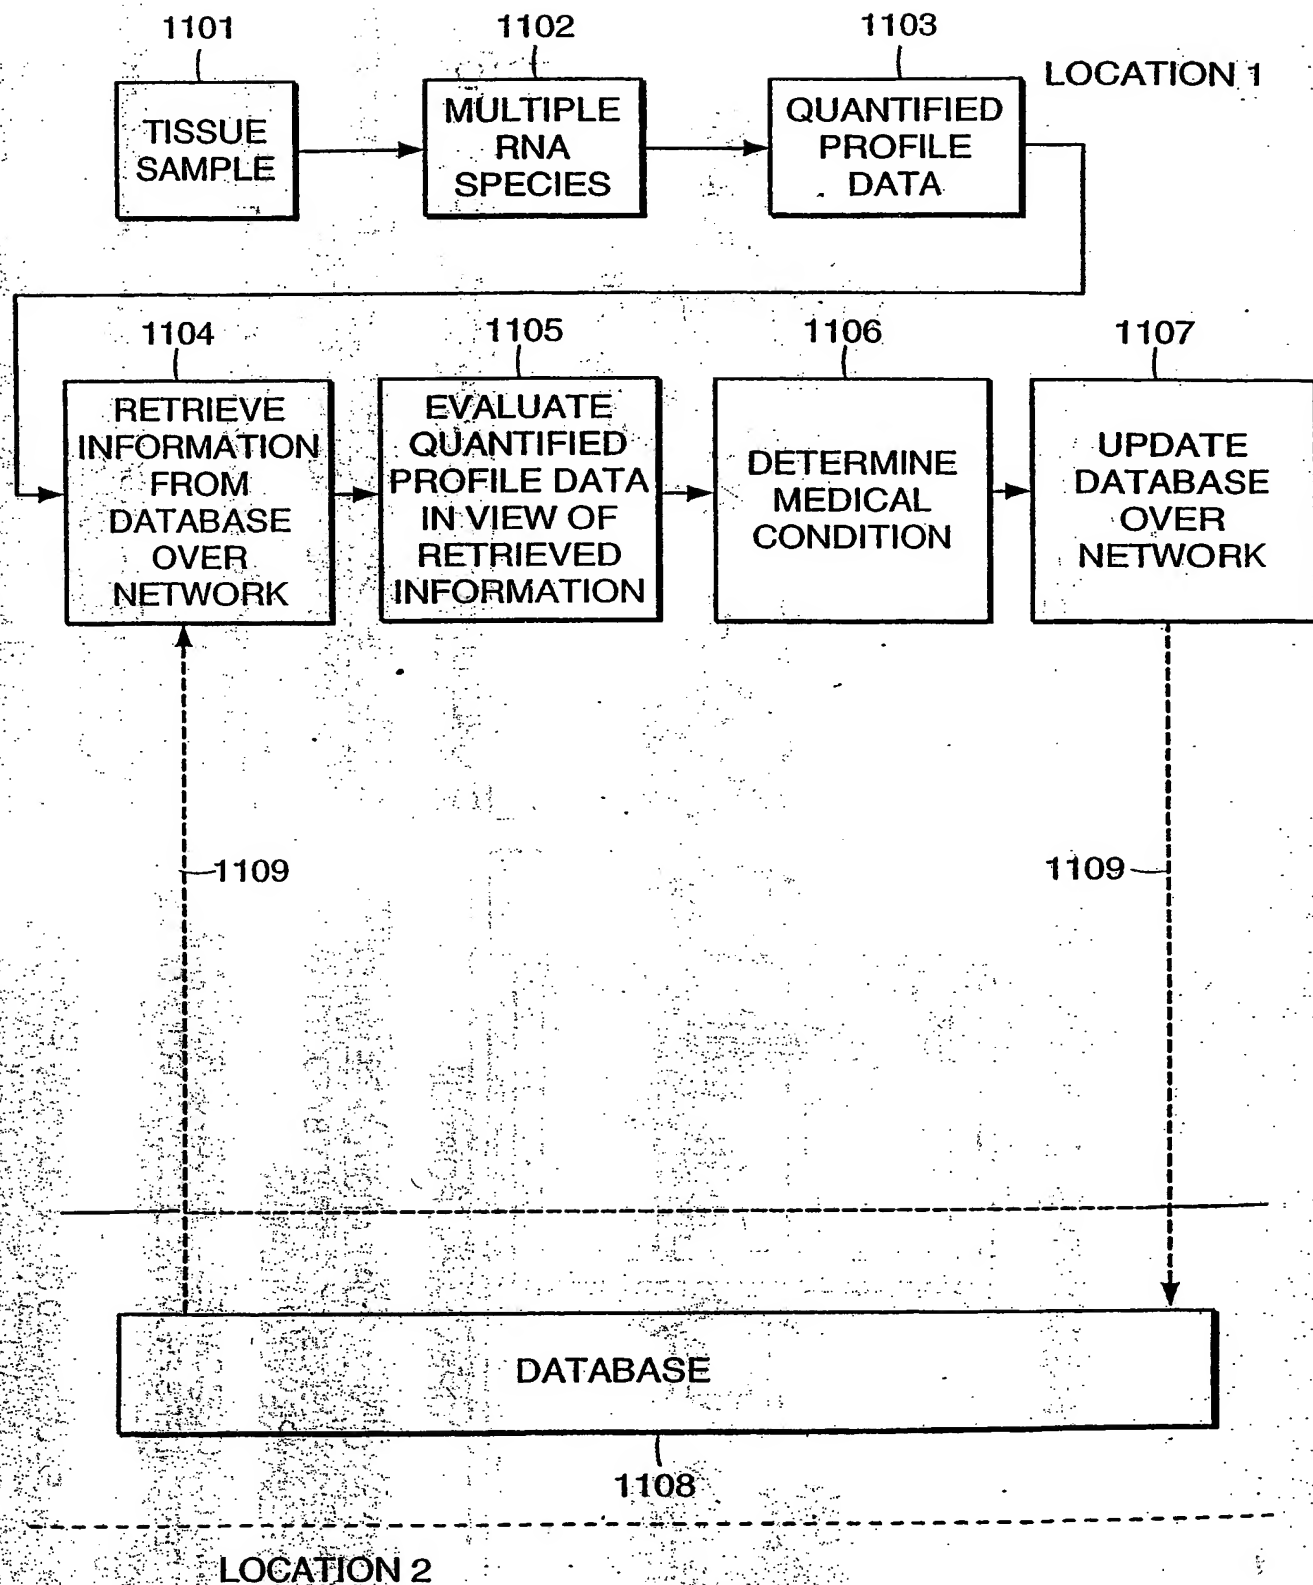 1101
1102
1103
LOCATION 1
TISSUE
SAMPLE
MULTIPLE
RNA
SPECIES
QUANTIFIED
PROFILE
DATA
1104
1105
1106
1107
RETRIEVE
INFORMATION
FROM
DATABASE
OVER
NETWORK
EVALUATE
QUANTIFIED
PROFILE DATA
IN VIEW OF
RETRIEVED
INFORMATION
DETERMINE
MEDICAL
CONDITION
UPDATE
DATABASE
OVER
NETWORK
1109
1109
DATABASE
1108
LOCATION 2